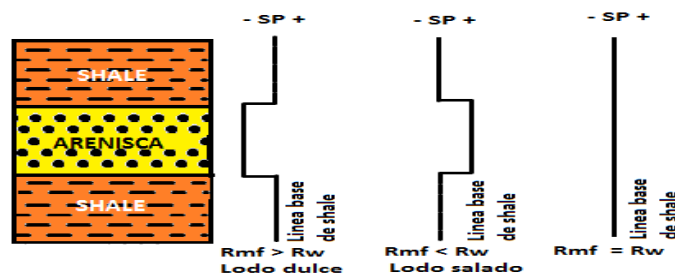 - SP +
- SP +
- SP +
SHALE
ARENISCA
SHALE
Linea base
de shale
Linea base
de shale
Linea base
de shale
Rmf > Rw
Lodo dulce
Rmf < Rw
Lodo salado
Rmf = Rw